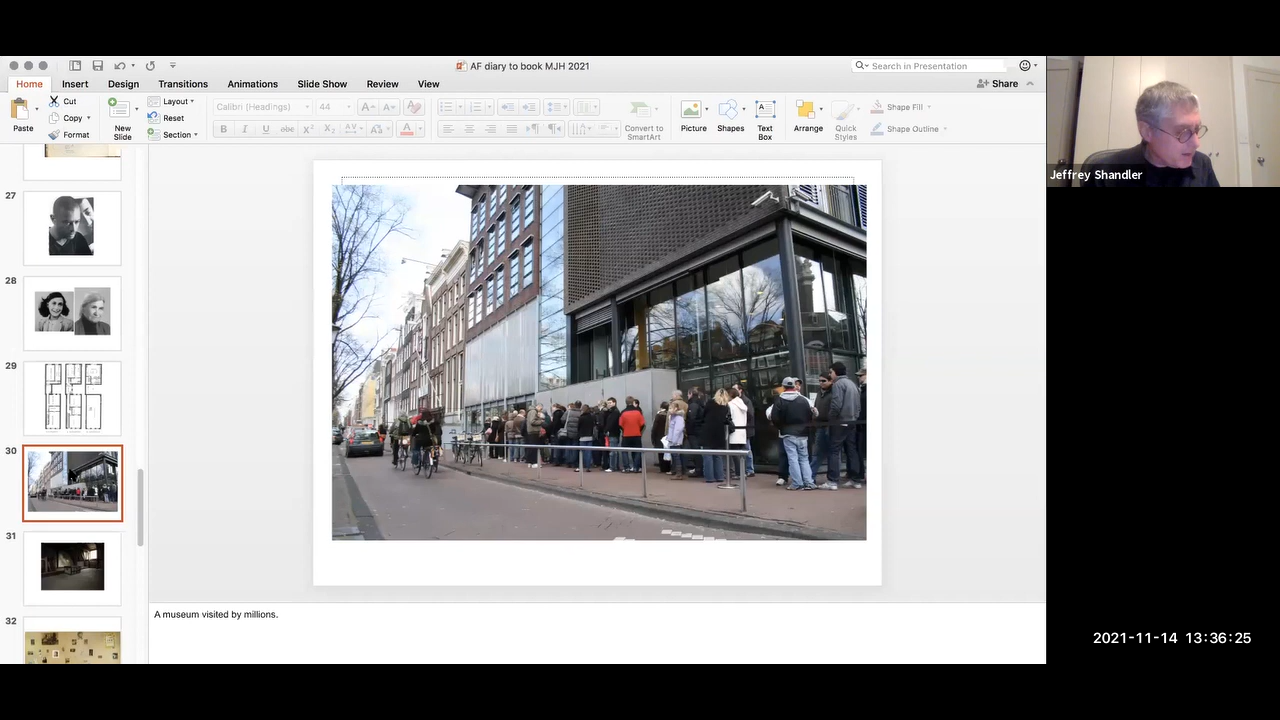 AF diary to book MJH 2021
Search in Presentation
Home Insert Design Transitions Animations Slide Show Review View
Share
Paste
Cut
Copy
Format
New Slide
Layout
Reset
Section
Calibri (Headings) 44
Convert to SmartArt
Picture
Shapes
Text Box
Arrange
Quick Styles
Shape Fill
Shape Outline
27
28
29
30
31
32
A museum visited by millions.
Jeffrey Shandler
2021-11-14 13:36:25